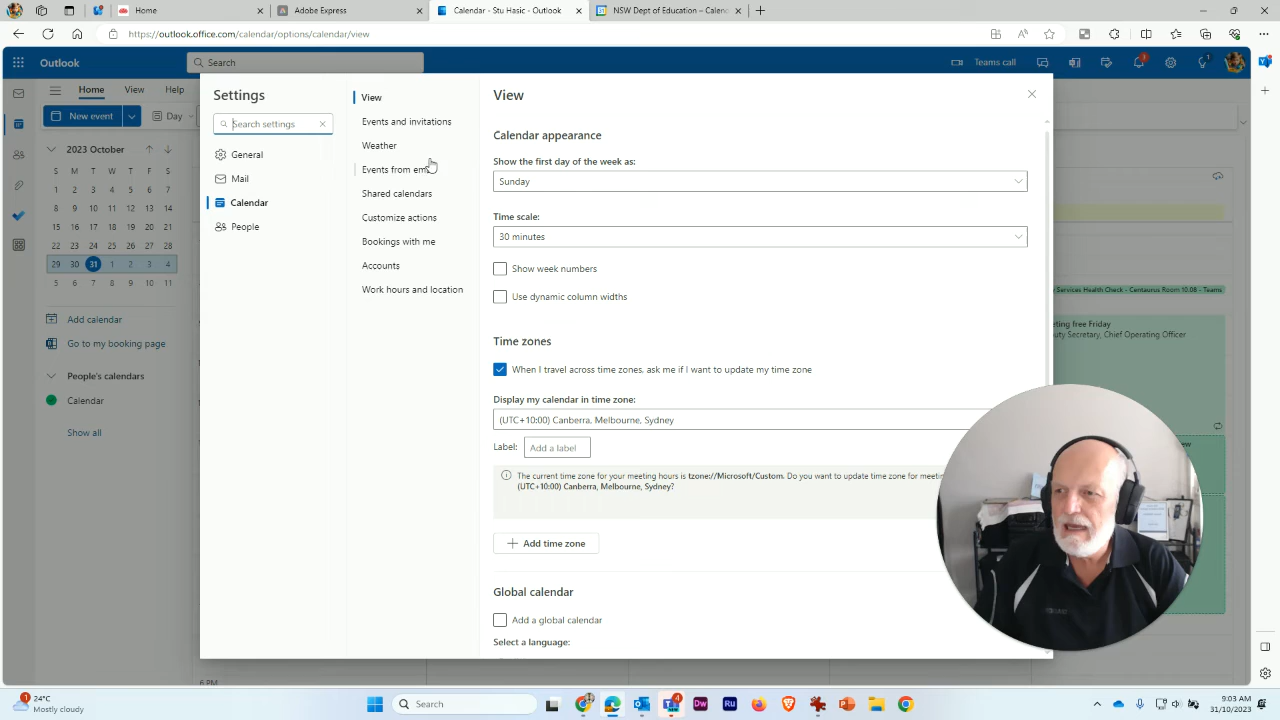 Home
Adobe Express
Calendar - Stu Hasic - Outlook
NSW Dept of Education - Calenda
https://outlook.office.com/calendar/options/calendar/view
Outlook
Search
Teams call
Home View Help
New event
Day
2023 October
S M T W T F S
1 2 3 4 5 6 7
8 9 10 11 12 13 14
15 16 17 18 19 20 21
22 23 24 25 26 27 28
29 30 31 1 2 3 4
5 6 7 8 9 10 11
Add calendar
Go to my booking page
People's calendars
Calendar
Show all
Settings
Search settings
General
Mail
Calendar
People
View
Events and invitations
Weather
Events from em
Shared calendars
Customize actions
Bookings with me
Accounts
Work hours and location
View
Calendar appearance
Show the first day of the week as:
Sunday
Time scale:
30 minutes
Show week numbers
Use dynamic column widths
Time zones
When I travel across time zones, ask me if I want to update my time zone
Display my calendar in time zone:
(UTC+10:00) Canberra, Melbourne, Sydney
Label: Add a label
The current time zone for your meeting hours is tzone://Microsoft/Custom. Do you want to update time zone for meetin
(UTC+10:00) Canberra, Melbourne, Sydney?
Add time zone
Global calendar
Add a global calendar
Select a language:
Services Health Check - Centaurus Room 10.08 - Teams
eting free Friday
uty Secretary, Chief Operating Officer
ew
6 PM
24°C
Mostly cloudy
Search
9:03 AM
31/10/2023